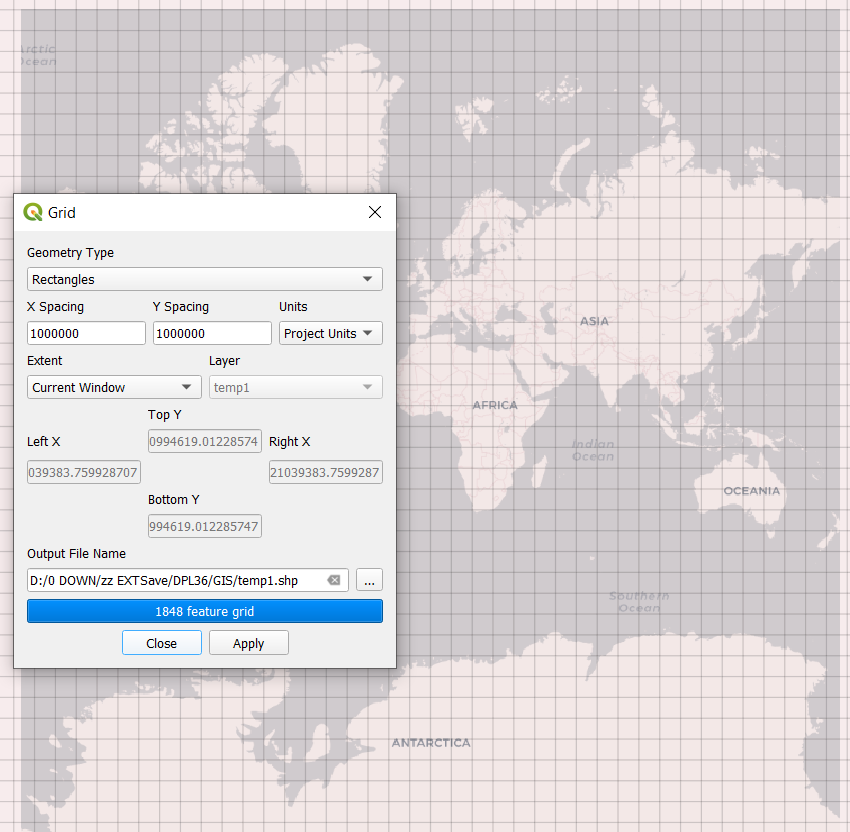 Arctic
Ocean
Grid
Geometry Type
Rectangles
X Spacing
Y Spacing
Units
1000000
1000000
Project Units
Extent
Layer
Current Window
temp1
Top Y
0994619.01228574
Left X
Right X
039383.759928707
21039383.7599287
Bottom Y
994619.012285747
Output File Name
D:/0 DOWN/zz EXTSave/DPL36/GIS/temp1.shp
...
1848 feature grid
Close
Apply
ASIA
AFRICA
Indian
Ocean
OCEANIA
Southern
Ocean
ANTARCTICA